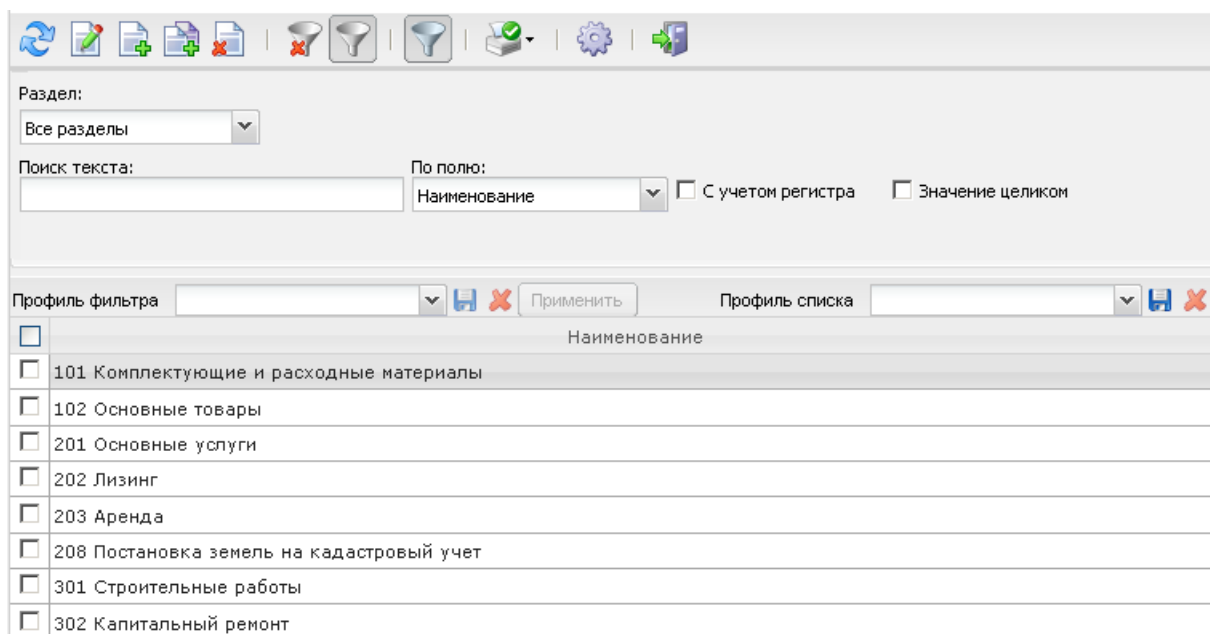 Раздел:
Все разделы
Поиск текста:
По полю:
Наименование
С учетом регистра
Значение целиком
Профиль фильтра
Применить
Профиль списка
Наименование
101 Комплектующие и расходные материалы
102 Основные товары
201 Основные услуги
202 Лизинг
203 Аренда
208 Постановка земель на кадастровый учет
301 Строительные работы
302 Капитальный ремонт